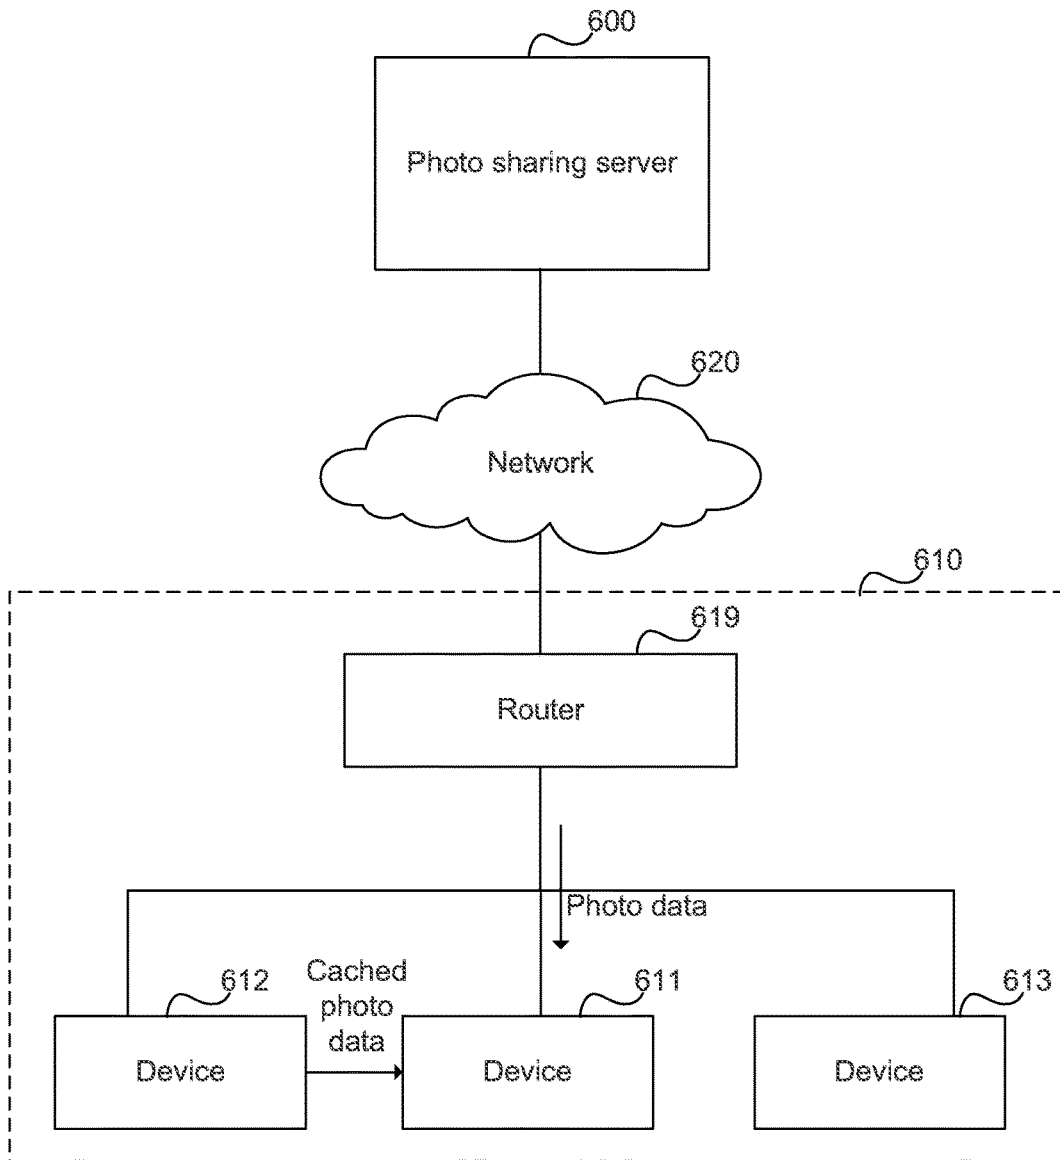 600
Photo sharing server
620
Network
610
619
Router
Photo data
612
Cached
photo
data
611
613
Device
Device
Device